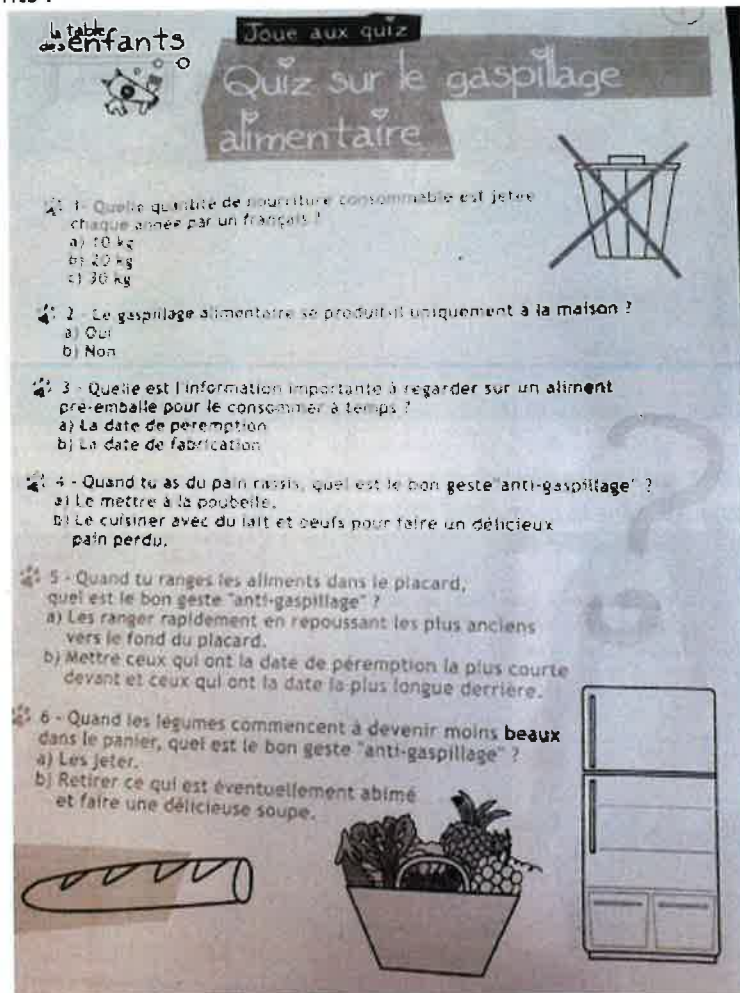 la table
des enfants
Joue aux quiz
Quiz sur le gaspillage
alimentaire
1- Quelle quantité de nourriture consommable est jetée
chaque année par un français ?
a) 10 kg
b) 20 kg
c) 30 kg
2 - Le gaspillage alimentaire se produit-il uniquement à la maison ?
a) Oui
b) Non
3 - Quelle est l'information importante à regarder sur un aliment
pré-emballé pour le consommer à temps ?
a) La date de péremption
b) La date de fabrication
4 - Quand tu as du pain rassis, quel est le bon geste "anti-gaspillage" ?
a) Le mettre à la poubelle.
b) Le cuisiner avec du lait et oeufs pour faire un délicieux
pain perdu.
5 - Quand tu ranges les aliments dans le placard,
quel est le bon geste "anti-gaspillage" ?
a) Les ranger rapidement en repoussant les plus anciens
vers le fond du placard.
b) Mettre ceux qui ont la date de péremption la plus courte
devant et ceux qui ont la date la plus longue derrière.
6 - Quand les légumes commencent à devenir moins beaux
dans le panier, quel est le bon geste "anti-gaspillage" ?
a) Les jeter.
b) Retirer ce qui est éventuellement abimé
et faire une délicieuse soupe.